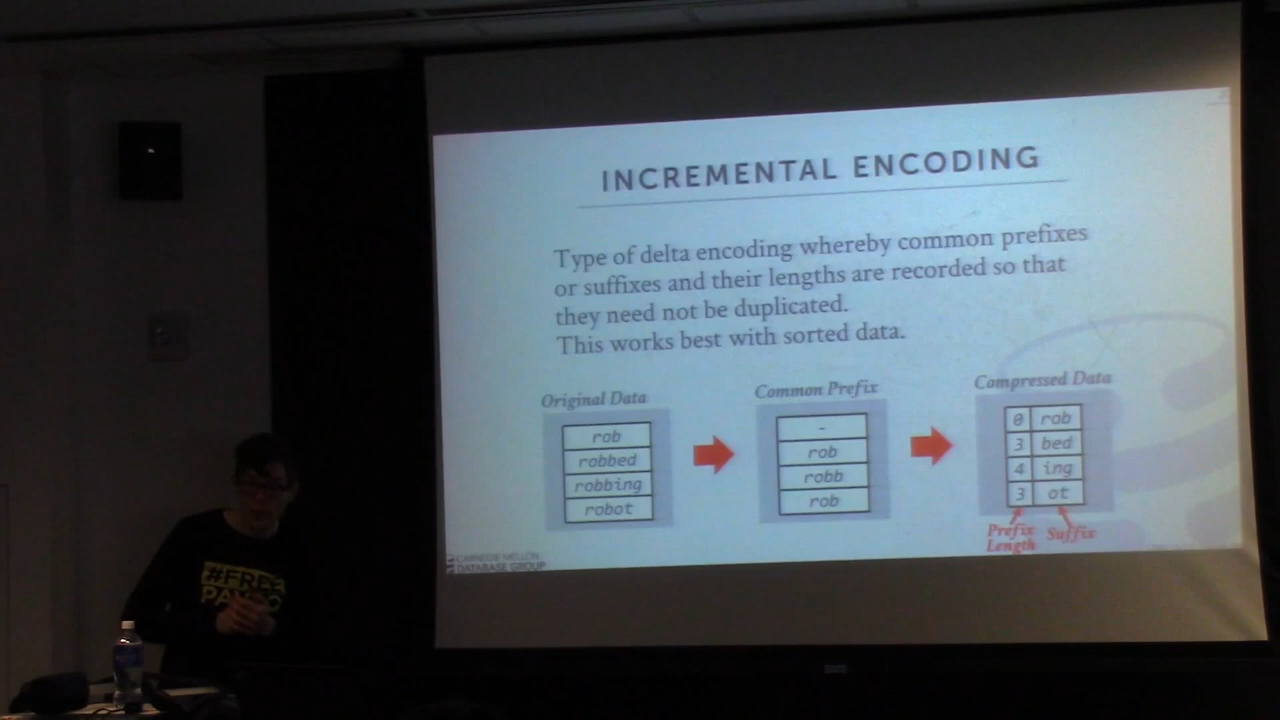 INCREMENTAL ENCODING
Type of delta encoding whereby common prefixes
or suffixes and their lengths are recorded so that
they need not be duplicated.
This works best with sorted data.
Original Data
rob
robbed
robbing
robot
Common Prefix
-
rob
robb
rob
Compressed Data
0 rob
3 bed
4 ing
3 ot
Prefix
Length
Suffix
CARNEGIE MELLON
DATABASE GROUP
#FREE